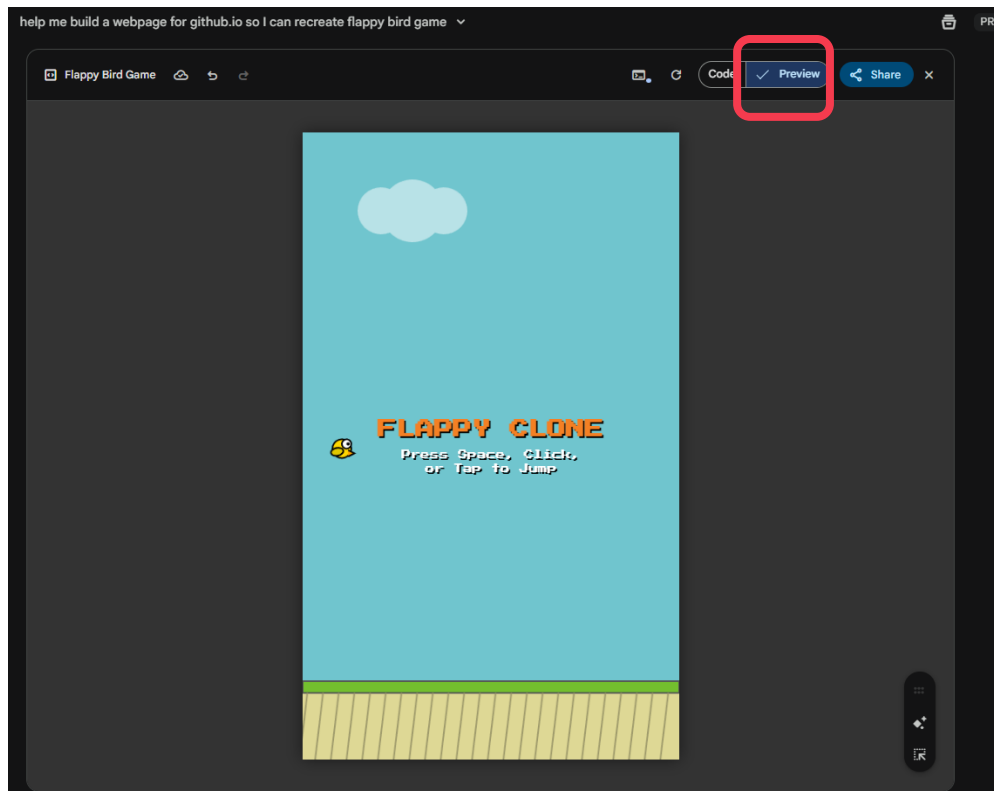 help me build a webpage for github.io so I can recreate flappy bird game
PR
Flappy Bird Game
Code
Preview
Share
FLAPPY CLONE
Press Space, Click,
or Tap to Jump